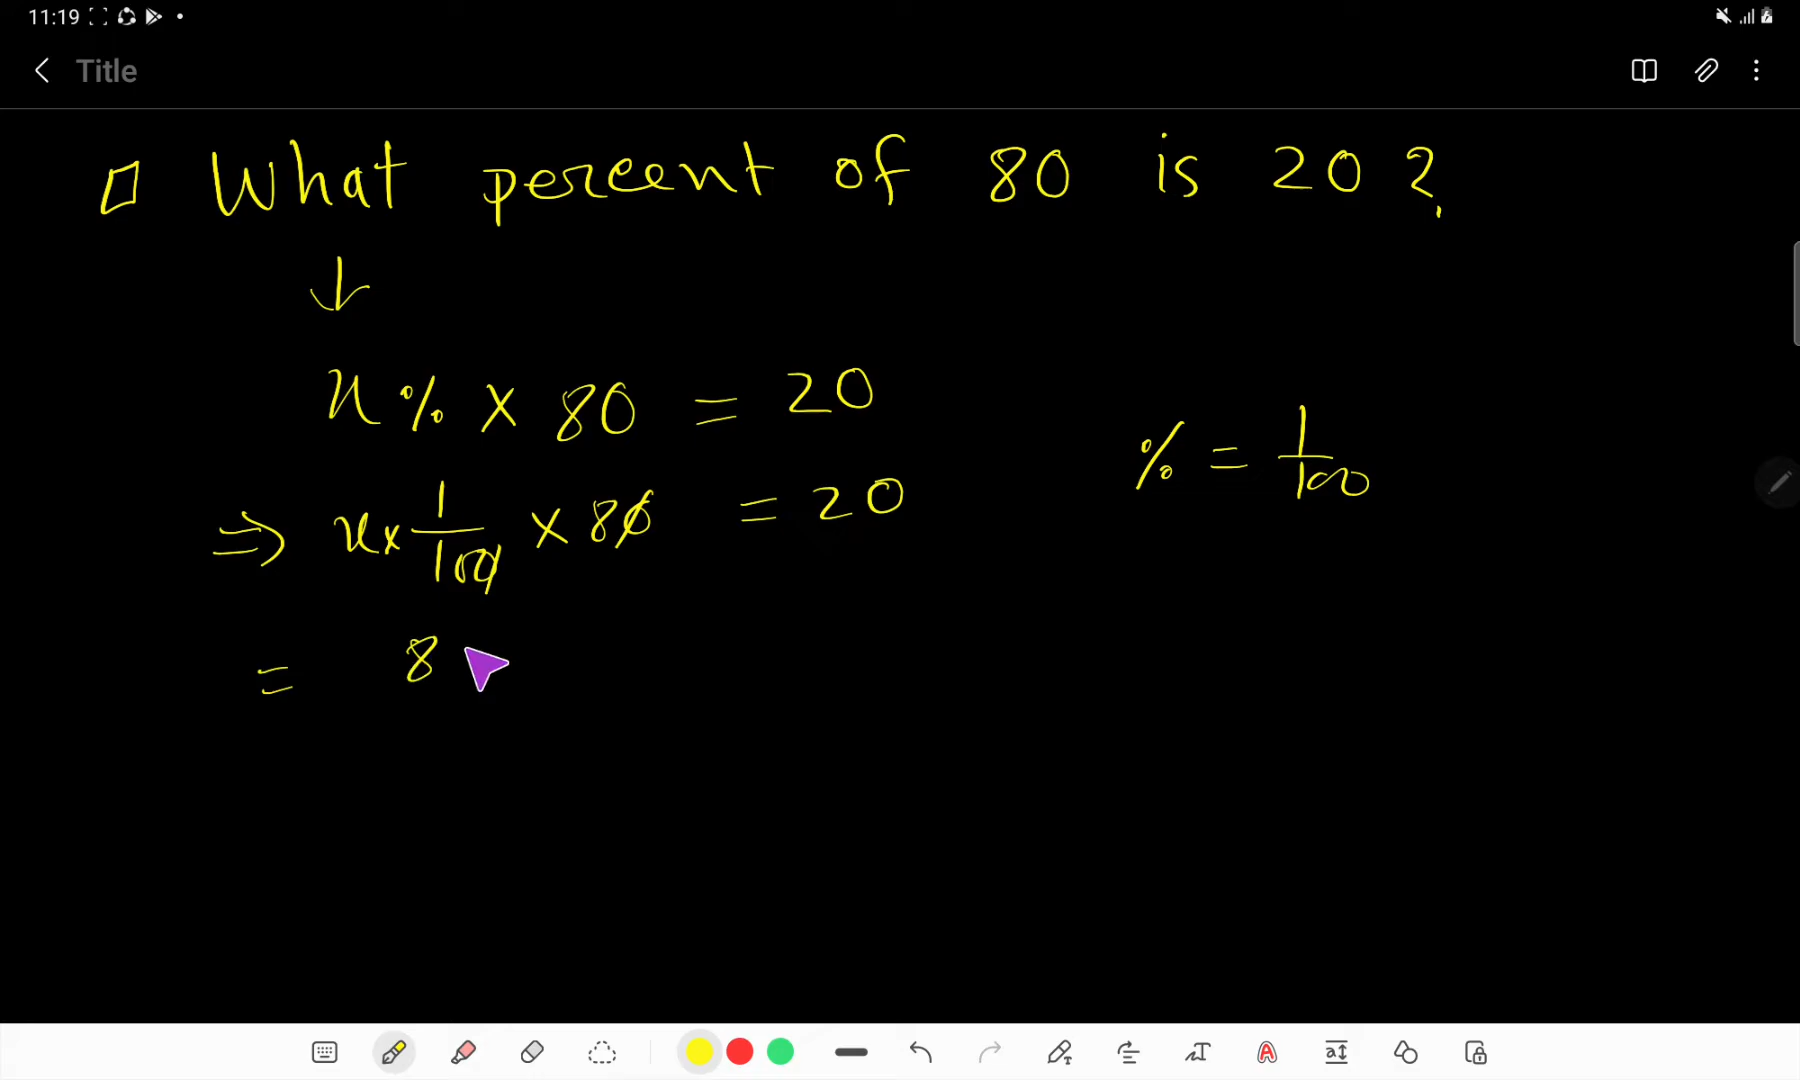 11:19
Title
What percent of 80 is 20?
↓
x% × 80 = 20
% = 1/100
⇒ x × 1/100 × 80 = 20
= 8